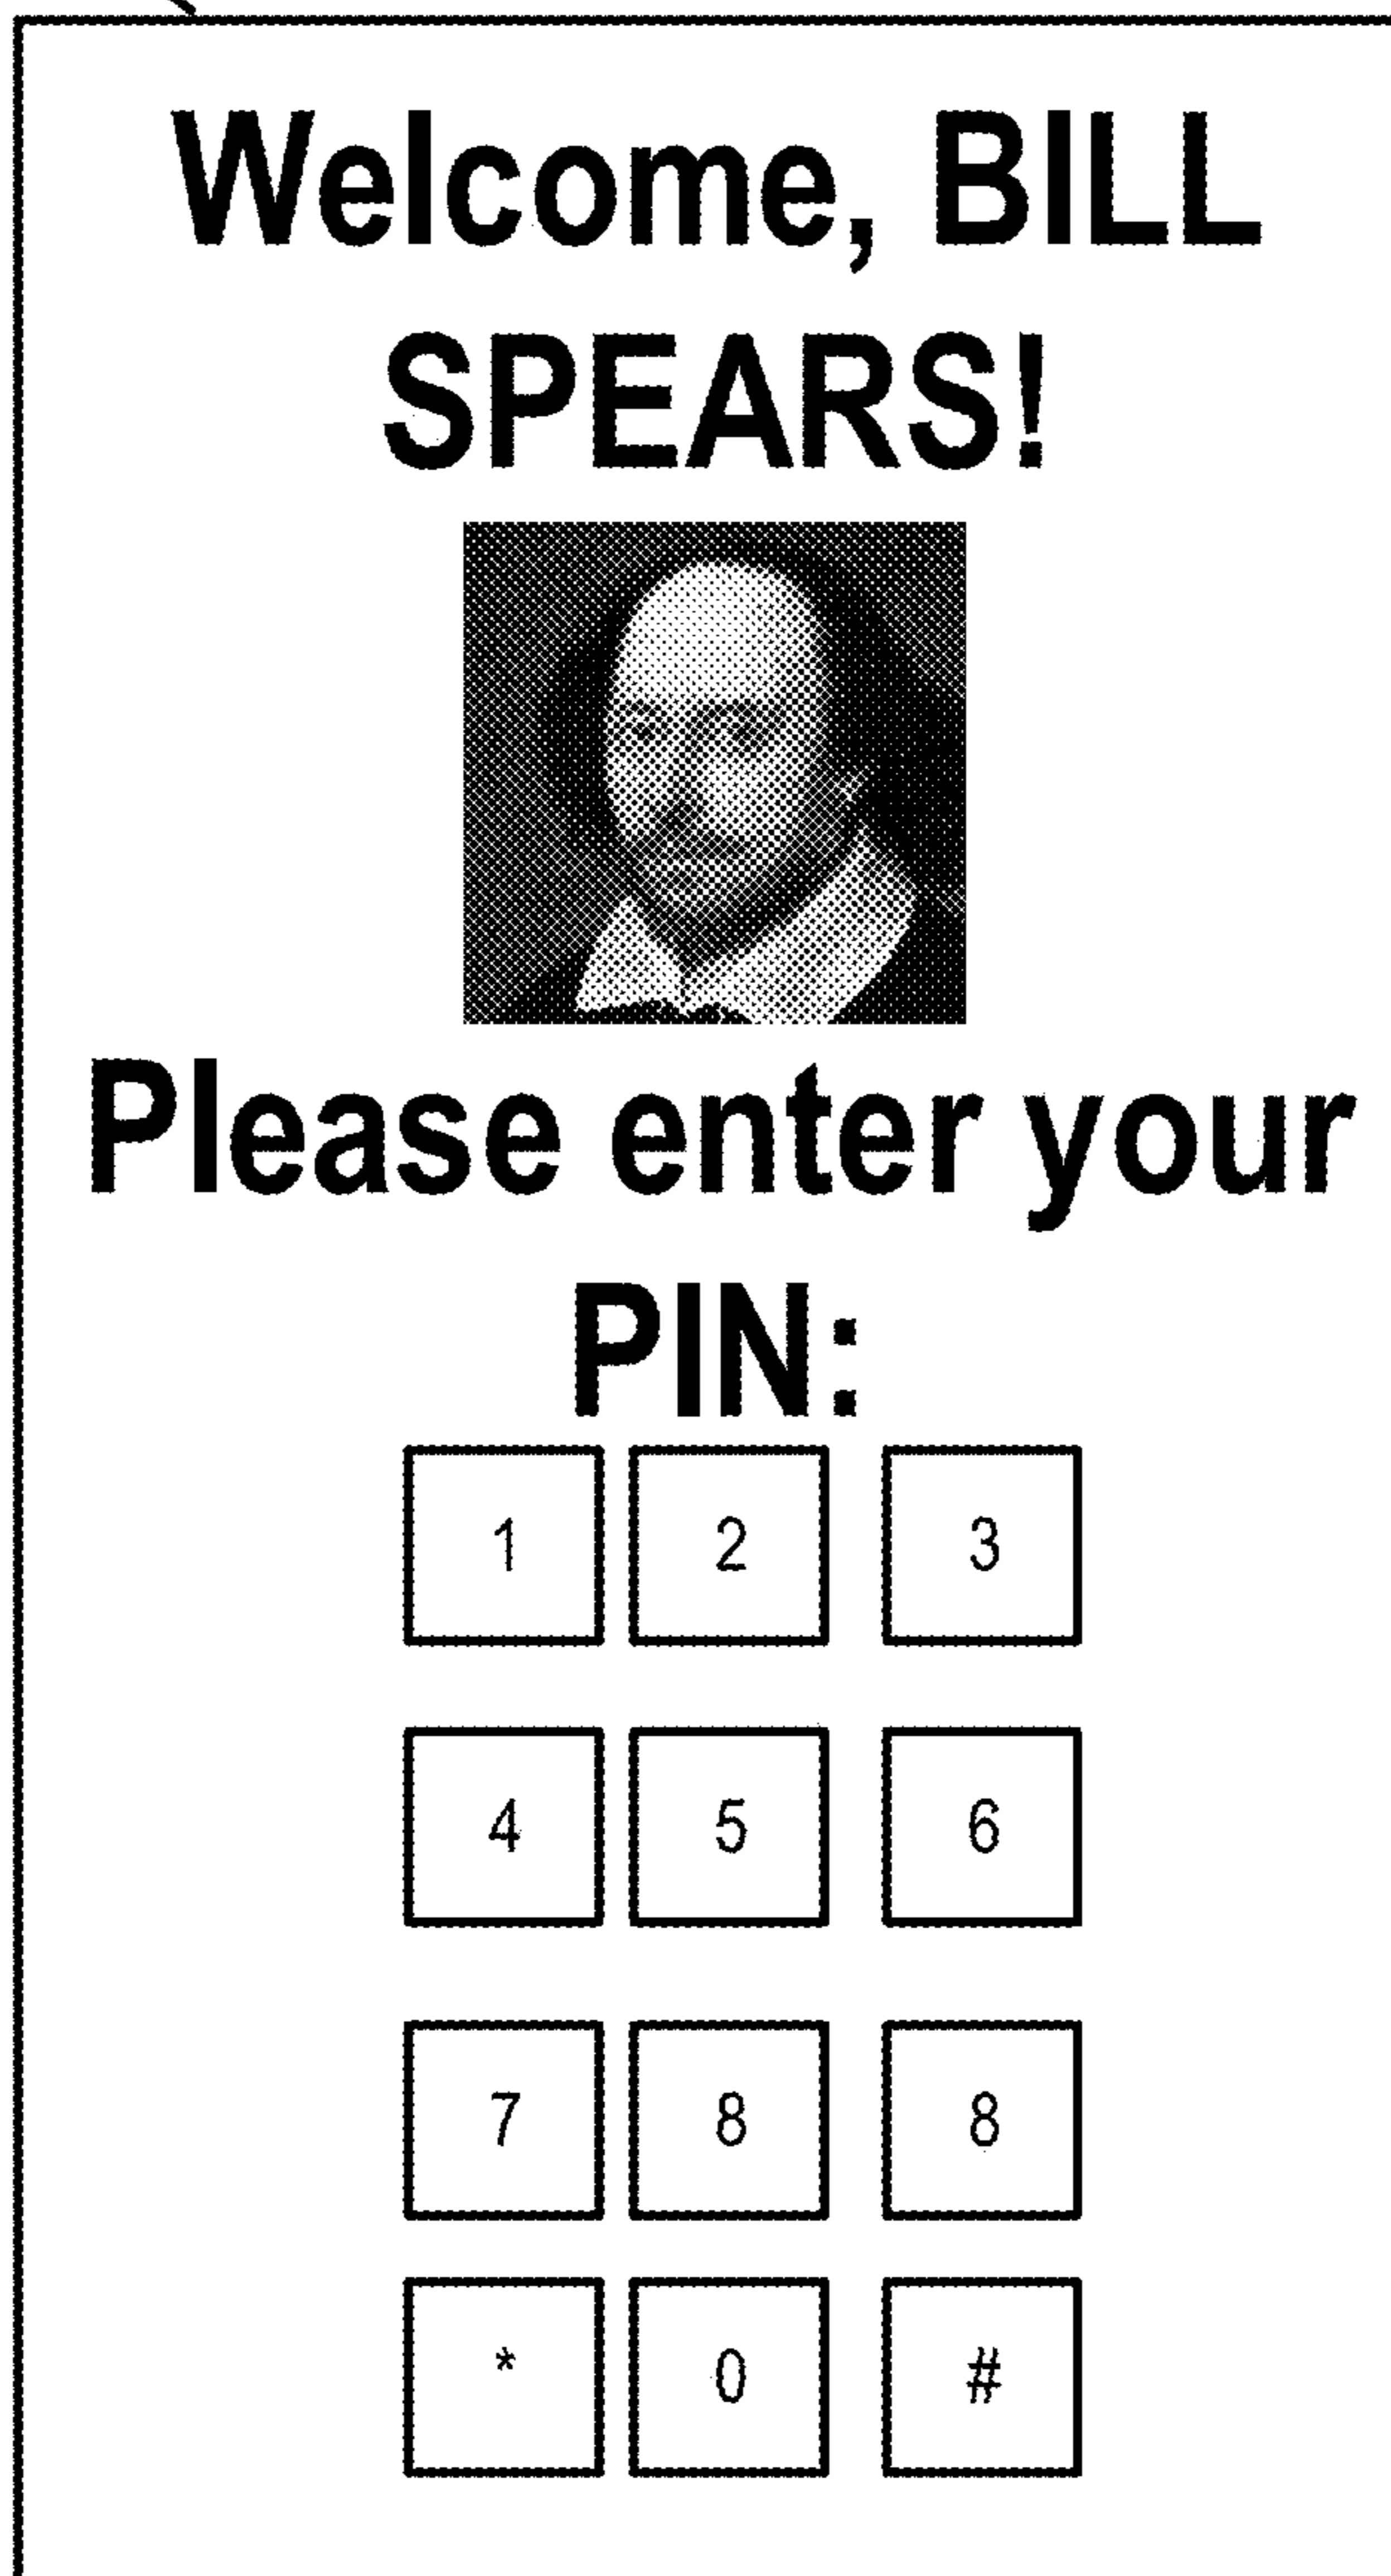 Welcome, BILL
SPEARS!
Please enter your
PIN:
1 2 3
4 5 6
7 8 8
* 0 #